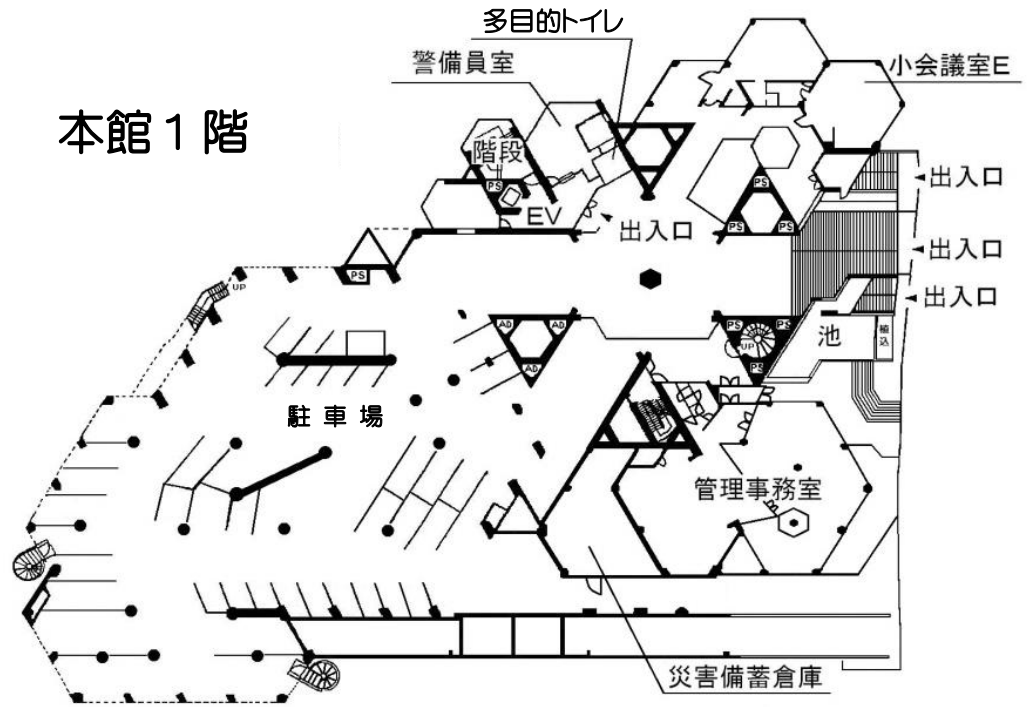 多目的トイレ
警備員室
小会議室E
本館1階
階段
PS
出入口
PS
EV
出入口
PS PS
出入口
PS
UP
出入口
AD AD
PS PS
池
植込
UP
AD
PS
駐車場
管理事務室
災害備蓄倉庫